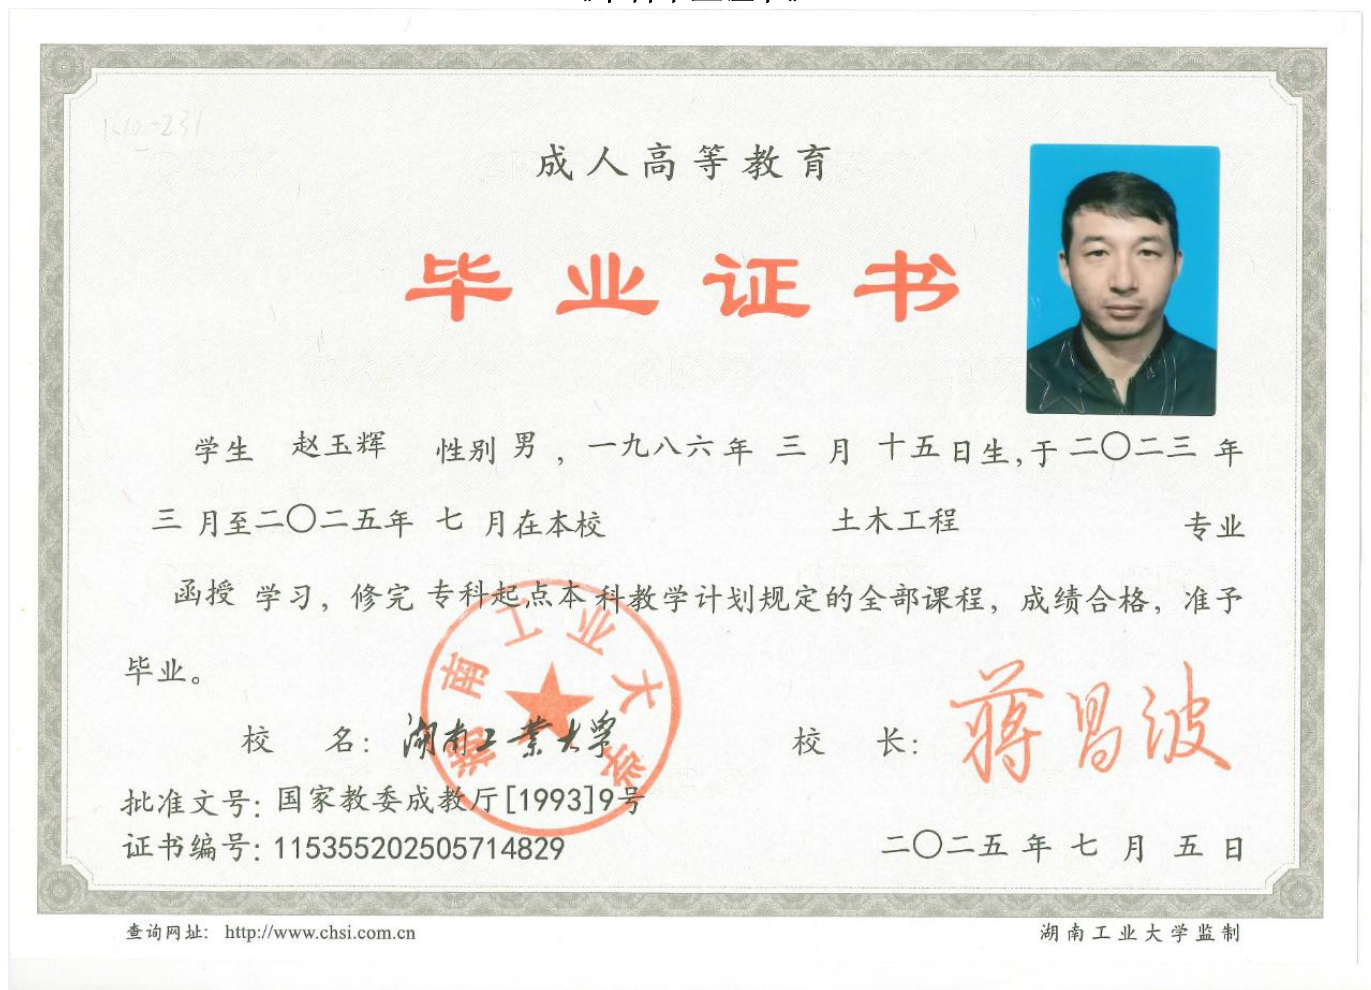 成人高等教育
毕业证书
学生 赵玉辉 性别 男 ，一九八六年 三 月 十五日生，于二〇二三 年
三 月至二〇二五年 七 月在本校 土木工程 专业
函授 学习，修完 专科起点本科教学计划规定的全部课程，成绩合格，准予
毕业。
湖南工业大学
校 名：湖南工業大学 校 长：蒋昌波
批准文号：国家教委成教厅[1993]9号
证书编号：115355202505714829 二〇二五 年 七 月 五 日
查询网址： http://www.chsi.com.cn 湖南工业大学监制